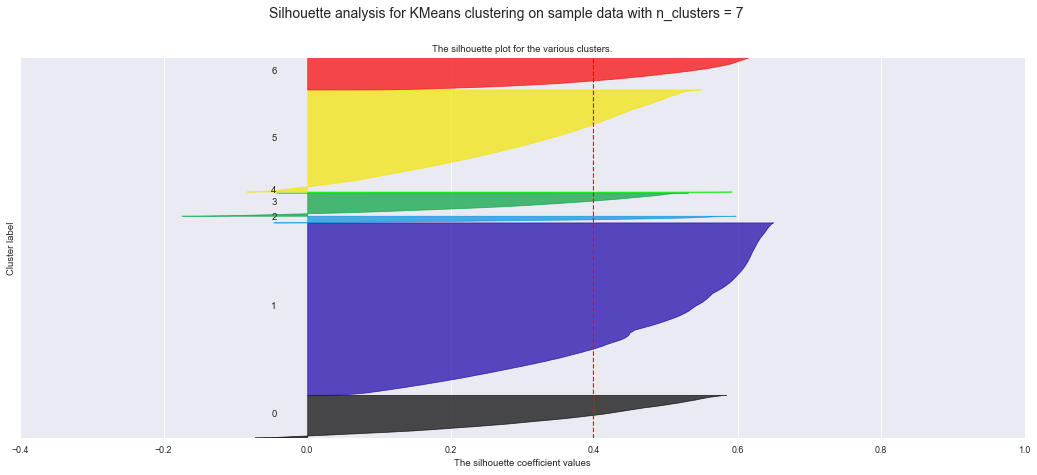 Silhouette analysis for KMeans clustering on sample data with n_clusters = 7
The silhouette plot for the various clusters.
6
5
4
3
2
1
0
Cluster label
−0.4 −0.2 0.0 0.2 0.4 0.6 0.8 1.0
The silhouette coefficient values